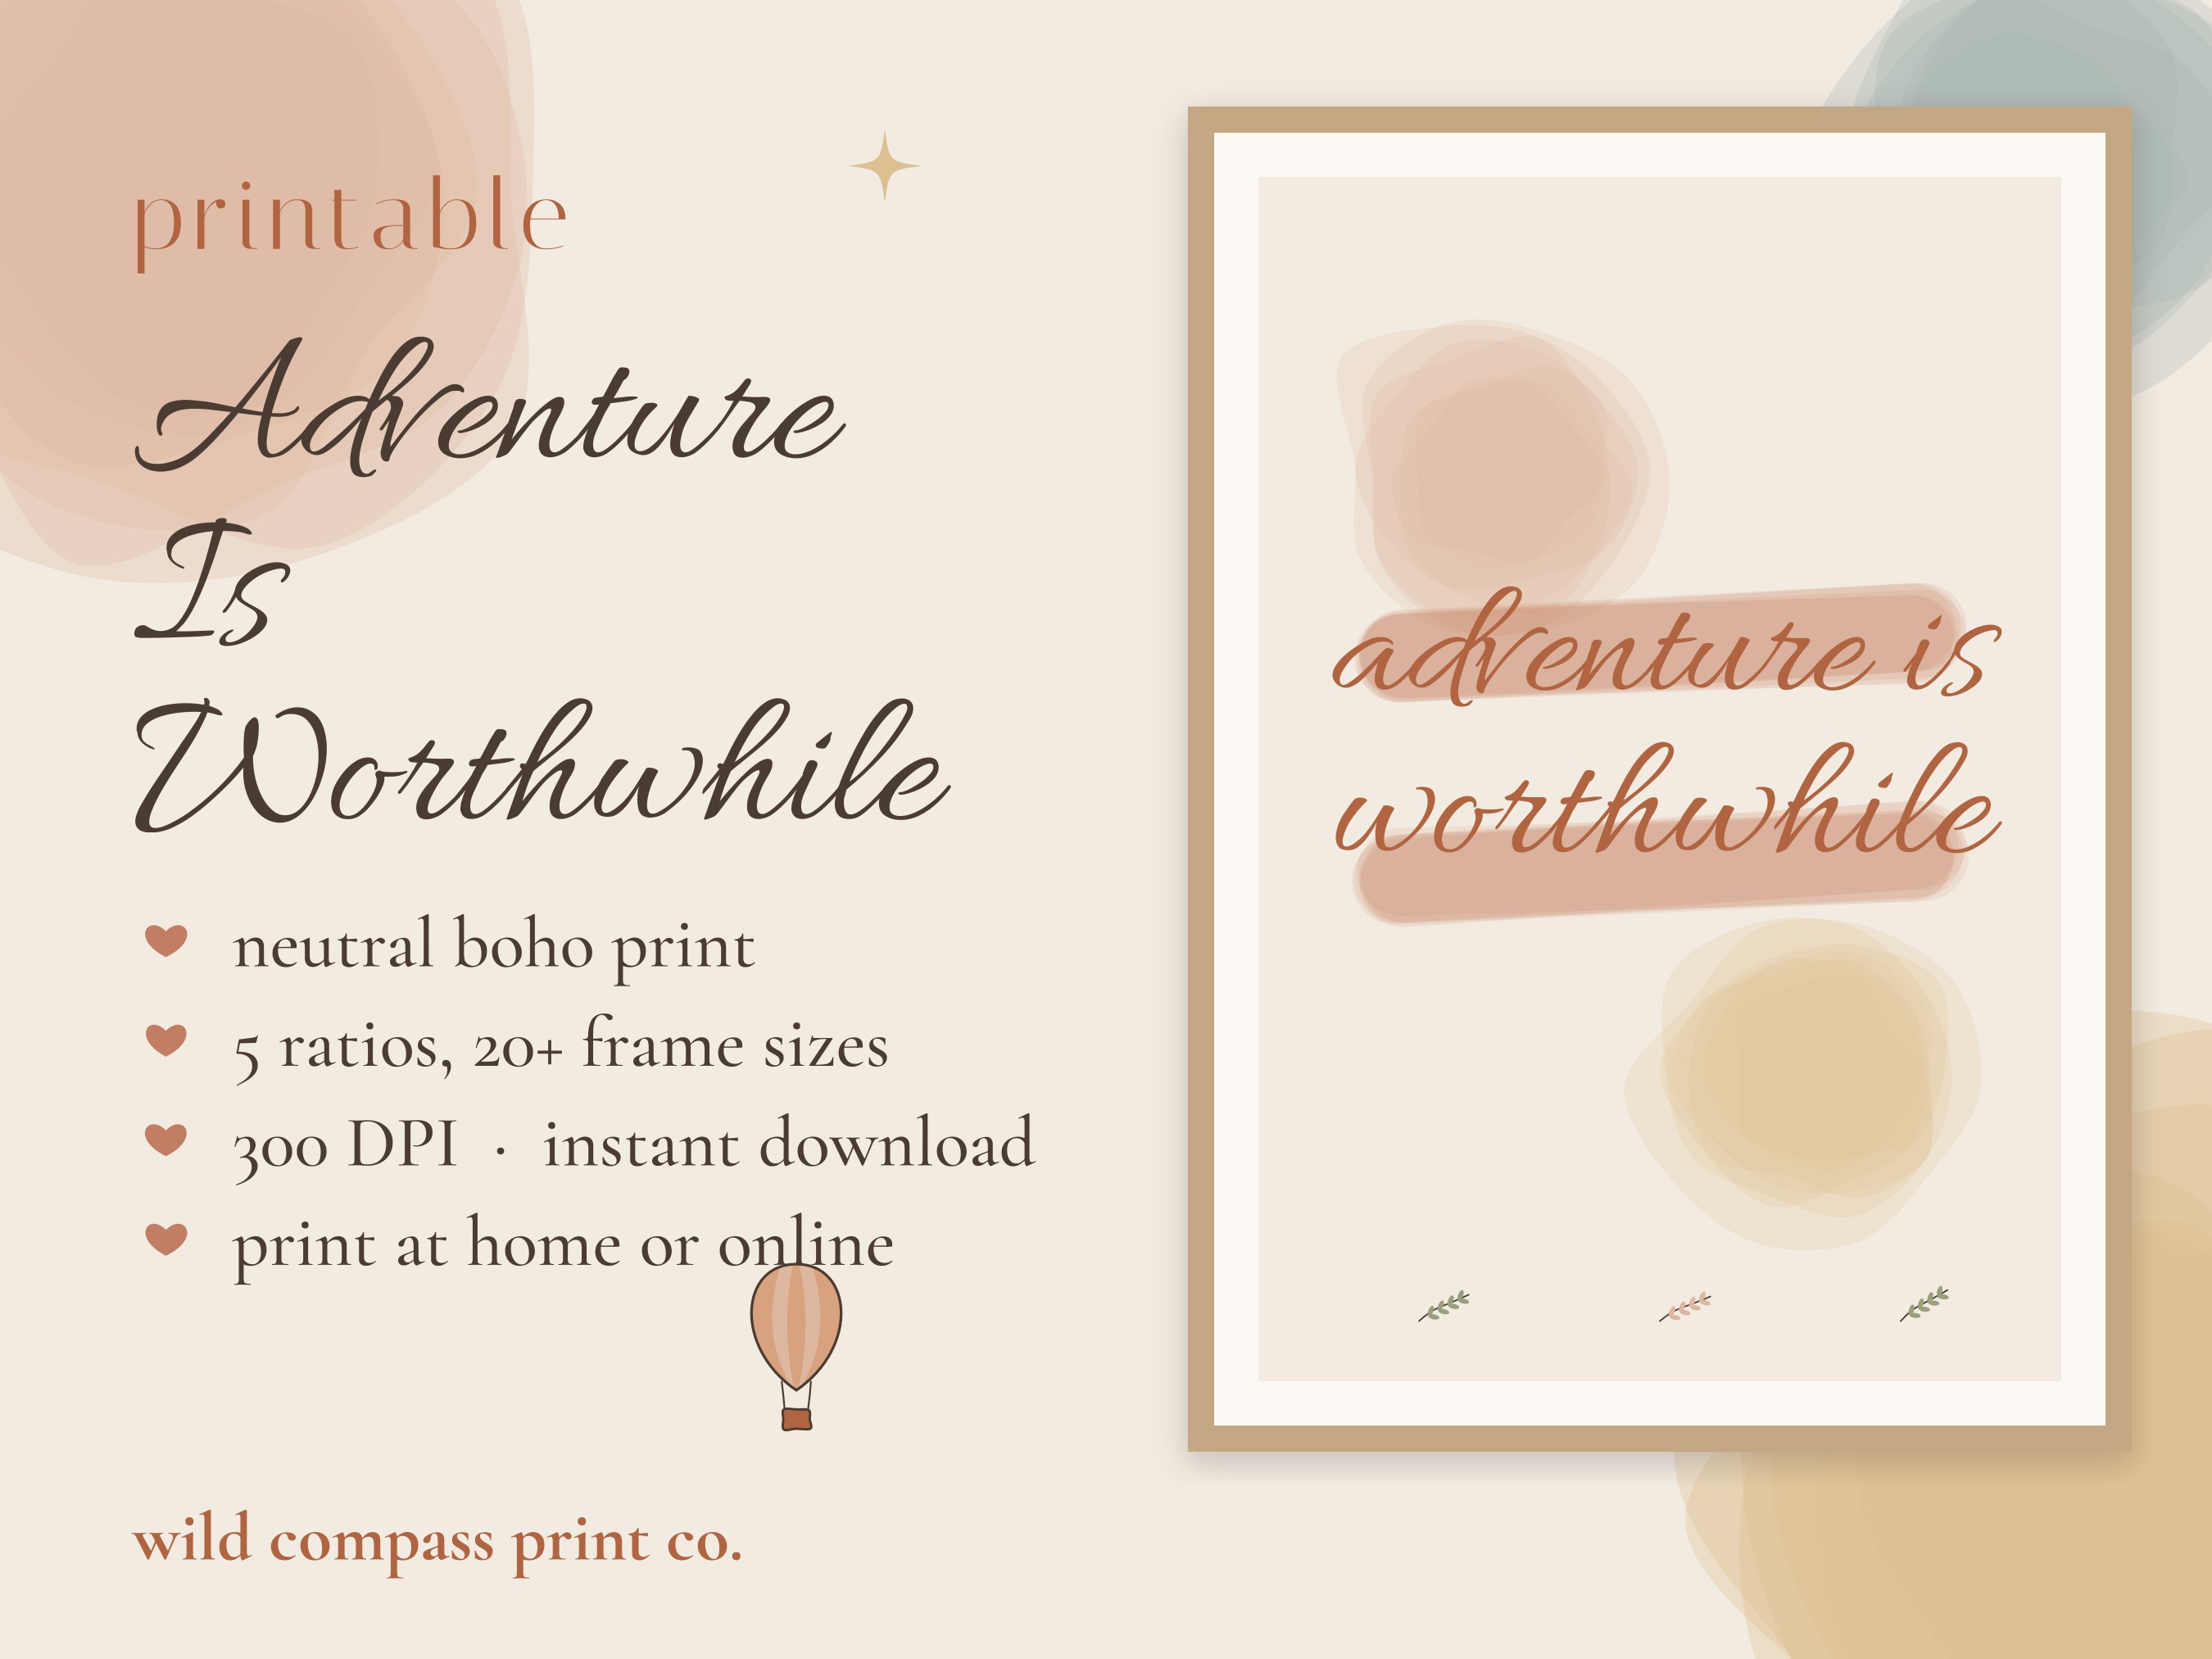 printable
Adventure
Is
Worthwhile
neutral boho print
5 ratios, 20+ frame sizes
300 DPI · instant download
print at home or online
wild compass print co.
adventure is
worthwhile